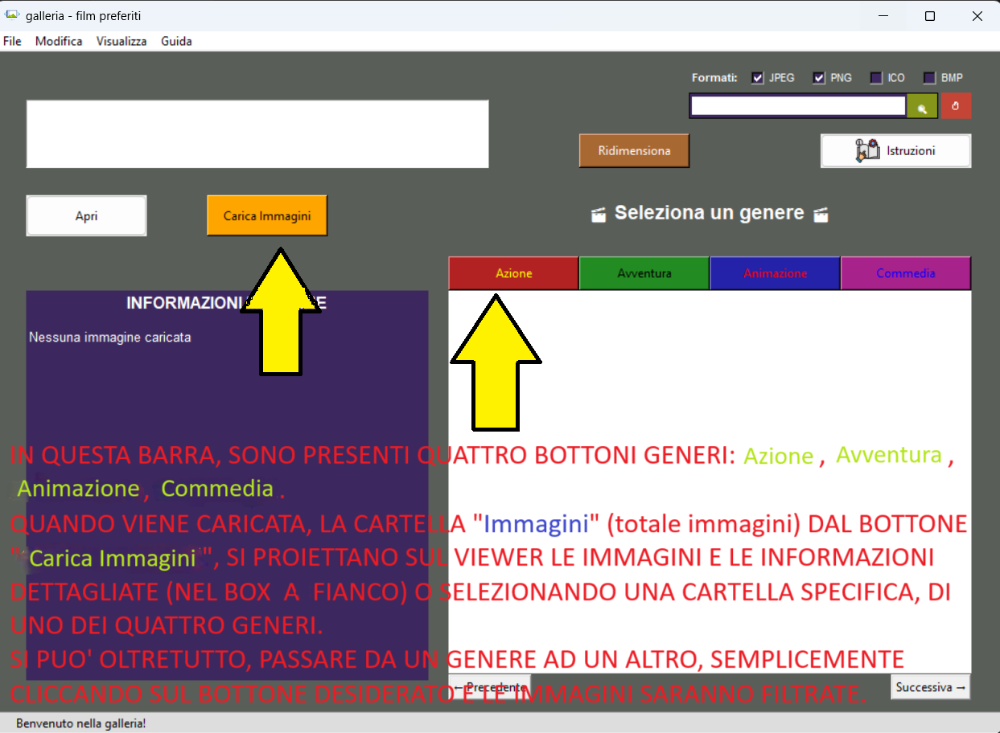 galleria - film preferiti
File Modifica Visualizza Guida
Formati: JPEG PNG ICO BMP
Ridimensiona
Istruzioni
Apri
Carica Immagini
Seleziona un genere
Azione Avventura Animazione Commedia
INFORMAZIONI
Nessuna immagine caricata
IN QUESTA BARRA, SONO PRESENTI QUATTRO BOTTONI GENERI: Azione , Avventura ,
Animazione , Commedia .
QUANDO VIENE CARICATA, LA CARTELLA "Immagini" (totale immagini) DAL BOTTONE
"Carica Immagini", SI PROIETTANO SUL VIEWER LE IMMAGINI E LE INFORMAZIONI
DETTAGLIATE (NEL BOX A FIANCO) O SELEZIONANDO UNA CARTELLA SPECIFICA, DI
UNO DEI QUATTRO GENERI.
SI PUO' OLTRETUTTO, PASSARE DA UN GENERE AD UN ALTRO, SEMPLICEMENTE
CLICCANDO SUL BOTTONE DESIDERATO E LE IMMAGINI SARANNO FILTRATE.
← Precedente
Successiva →
Benvenuto nella galleria!